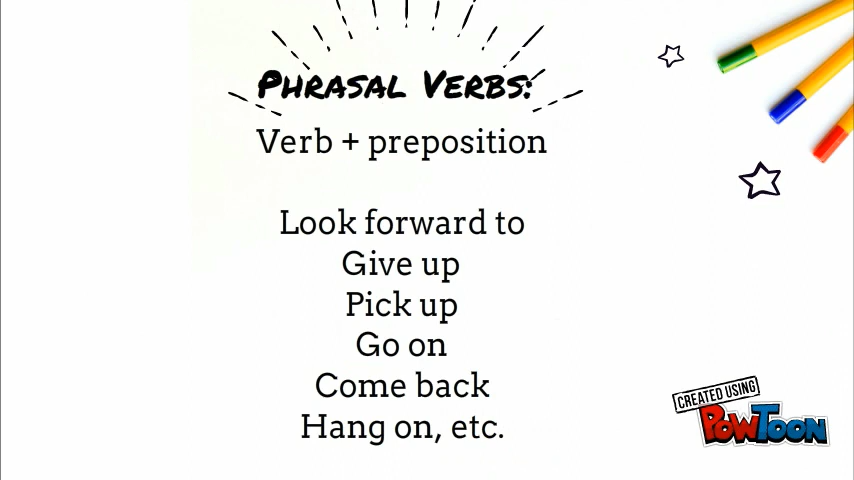 Phrasal Verbs:
Verb + preposition
Look forward to
Give up
Pick up
Go on
Come back
Hang on, etc.
CREATED USING
PowToon